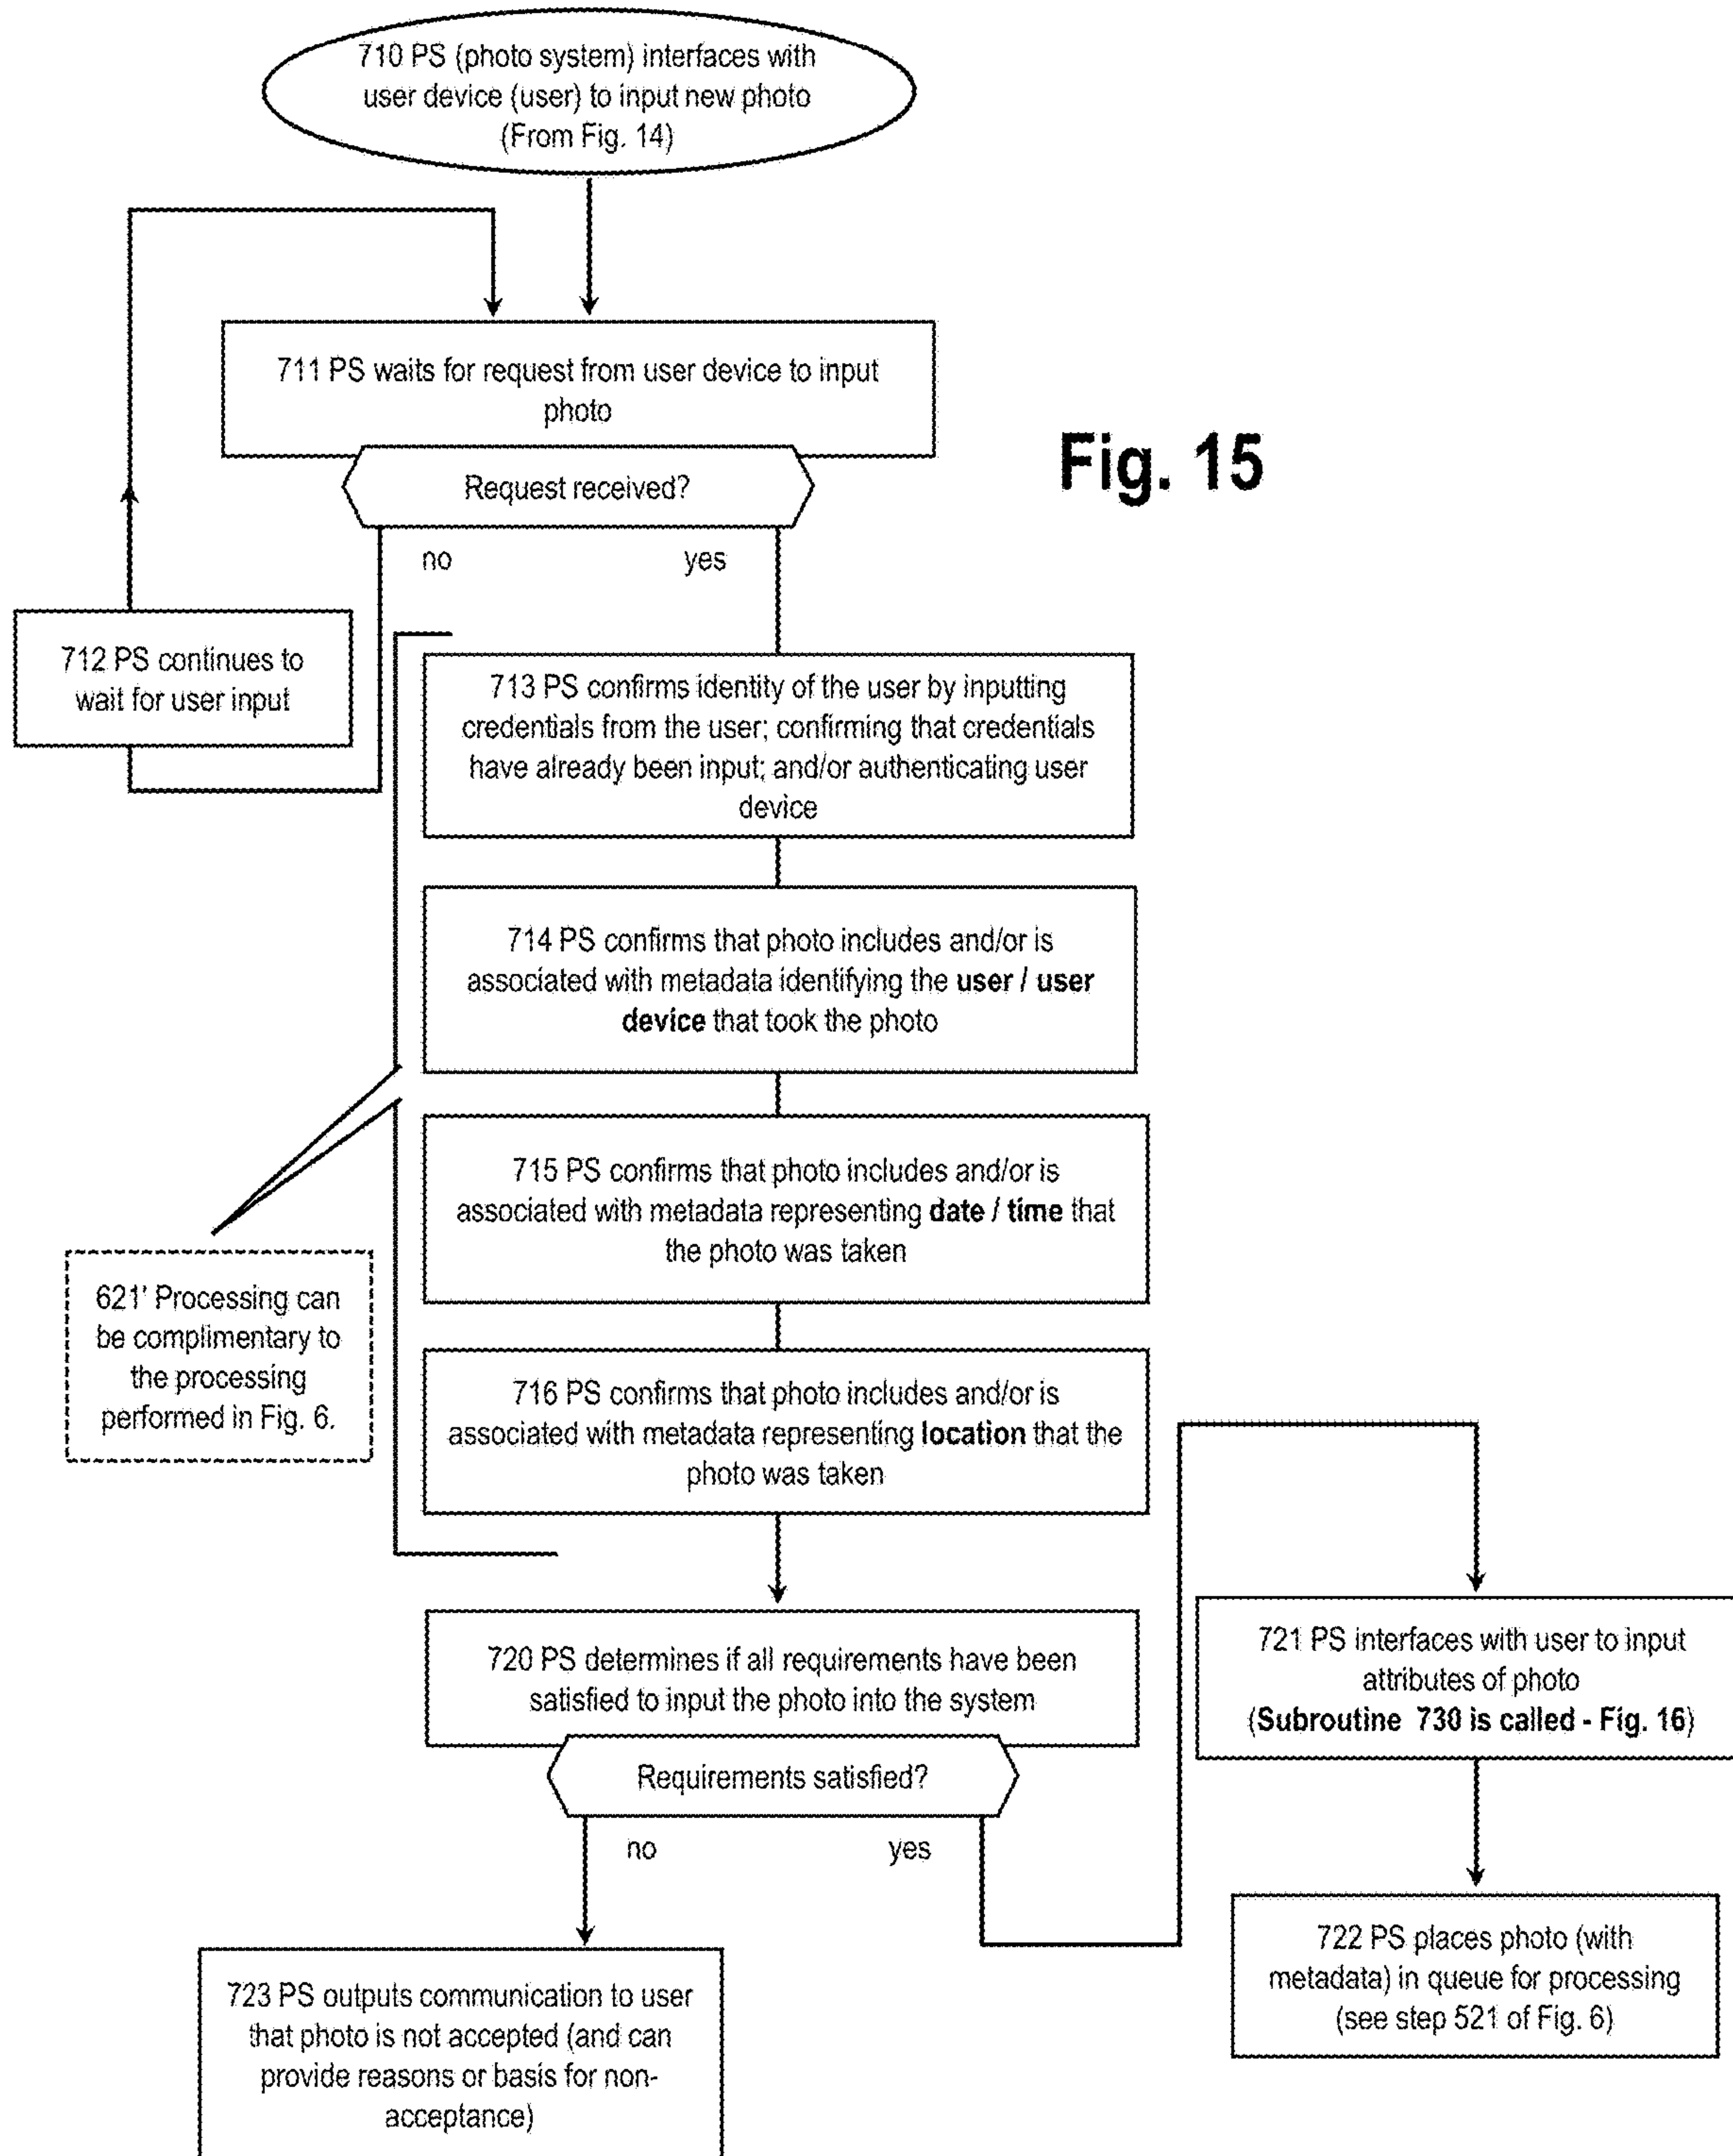 710 PS (photo system) interfaces with
user device (user) to input new photo
(From Fig. 14)
711 PS waits for request from user device to input
photo
Fig. 15
Request received?
no
yes
712 PS continues to
wait for user input
713 PS confirms identity of the user by inputting
credentials from the user; confirming that credentials
have already been input; and/or authenticating user
device
714 PS confirms that photo includes and/or is
associated with metadata identifying the user / user
device that took the photo
715 PS confirms that photo includes and/or is
associated with metadata representing date / time that
the photo was taken
621' Processing can
be complimentary to
the processing
performed in Fig. 6.
716 PS confirms that photo includes and/or is
associated with metadata representing location that the
photo was taken
720 PS determines if all requirements have been
satisfied to input the photo into the system
Requirements satisfied?
no
yes
721 PS interfaces with user to input
attributes of photo
(Subroutine 730 is called - Fig. 16)
722 PS places photo (with
metadata) in queue for processing
(see step 521 of Fig. 6)
723 PS outputs communication to user
that photo is not accepted (and can
provide reasons or basis for non-
acceptance)